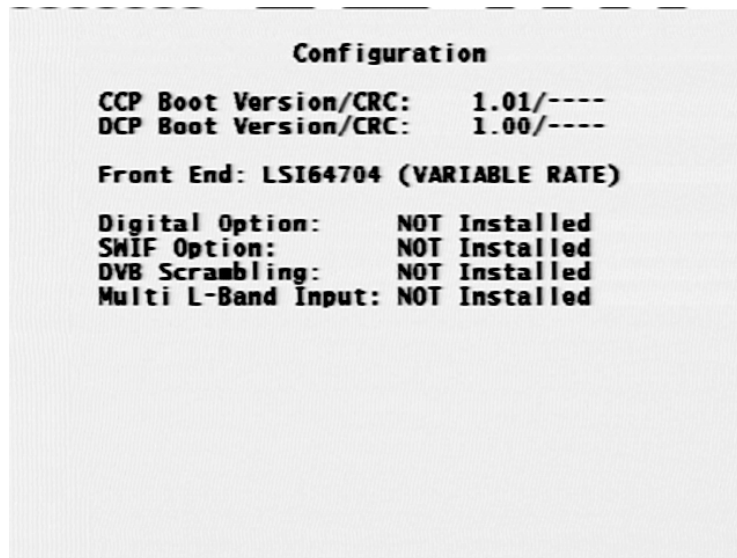 Configuration
CCP Boot Version/CRC: 1.01/----
DCP Boot Version/CRC: 1.00/----
Front End: LSI64704 (VARIABLE RATE)
Digital Option: NOT Installed
SWIF Option: NOT Installed
DVB Scrambling: NOT Installed
Multi L-Band Input: NOT Installed